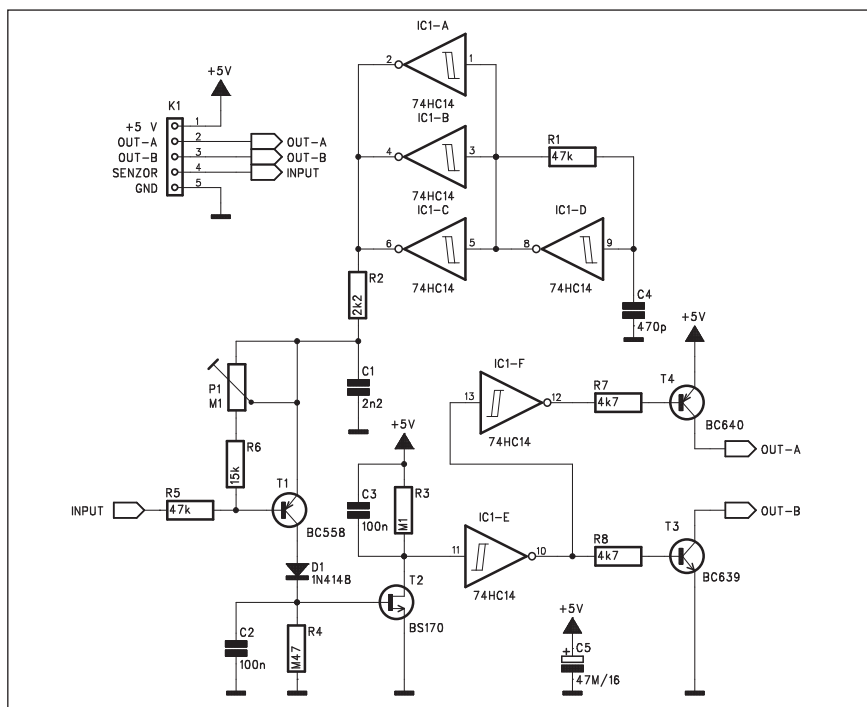 IC1-A
2
1
74HC14
+5V
K1
+5 V
1
OUT-A
2
OUT-A
OUT-B
3
OUT-B
SENZOR
4
INPUT
GND
5
IC1-B
4
3
74HC14
R1
47k
IC1-C
6
5
74HC14
IC1-D
8
9
74HC14
R2
2k2
C4
470p
P1
M1
C1
2n2
R6
15k
R5
47k
INPUT
T1
BC558
+5V
C3
100n
R3
M1
IC1-F
13
12
74HC14
R7
4k7
+5V
T4
BC640
OUT-A
IC1-E
11
10
74HC14
R8
4k7
T3
BC639
OUT-B
D1
1N4148
T2
BS170
C2
100n
R4
M47
+5V
+
C5
47M/16